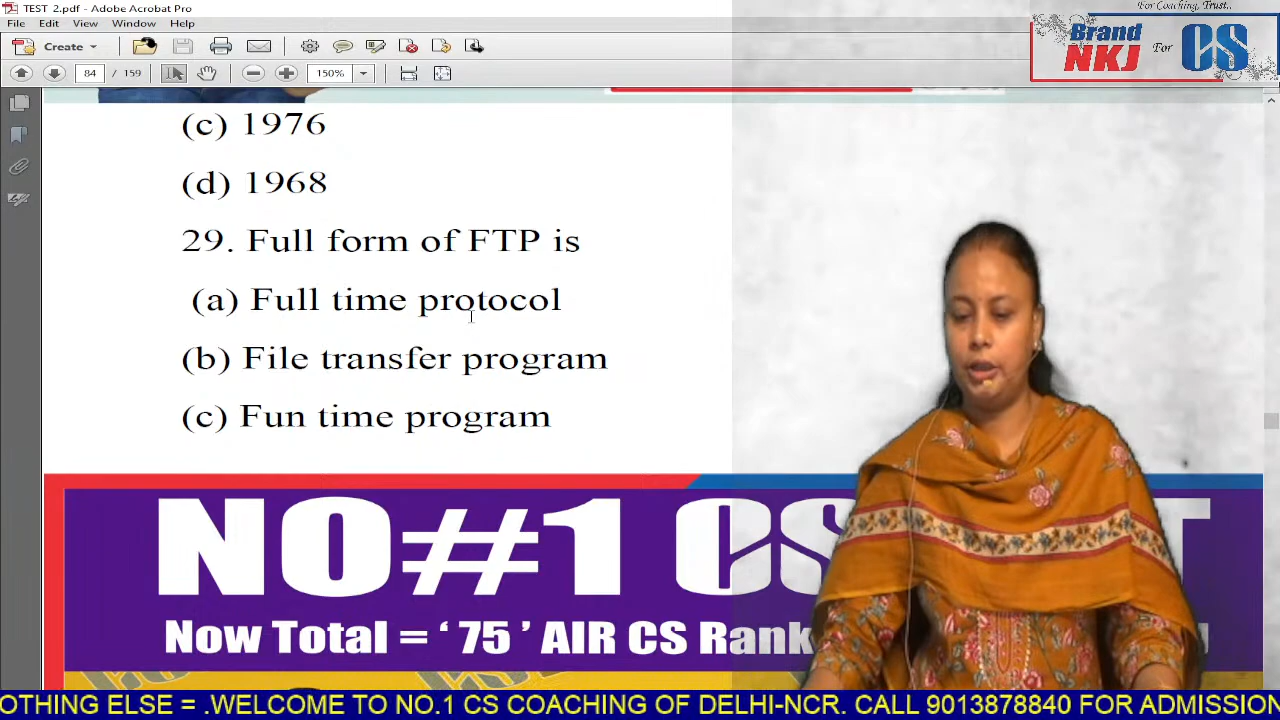 TEST 2.pdf - Adobe Acrobat Pro
For Coaching, Trust..
File Edit View Window Help
Create
Brand NKJ For CS
84 / 159
150%
(c) 1976
(d) 1968
29. Full form of FTP is
(a) Full time protocol
(b) File transfer program
(c) Fun time program
NO#1 CS
Now Total = ‘ 75 ’ AIR CS Rank
OTHING ELSE = .WELCOME TO NO.1 CS COACHING OF DELHI-NCR. CALL 9013878840 FOR ADMISSION